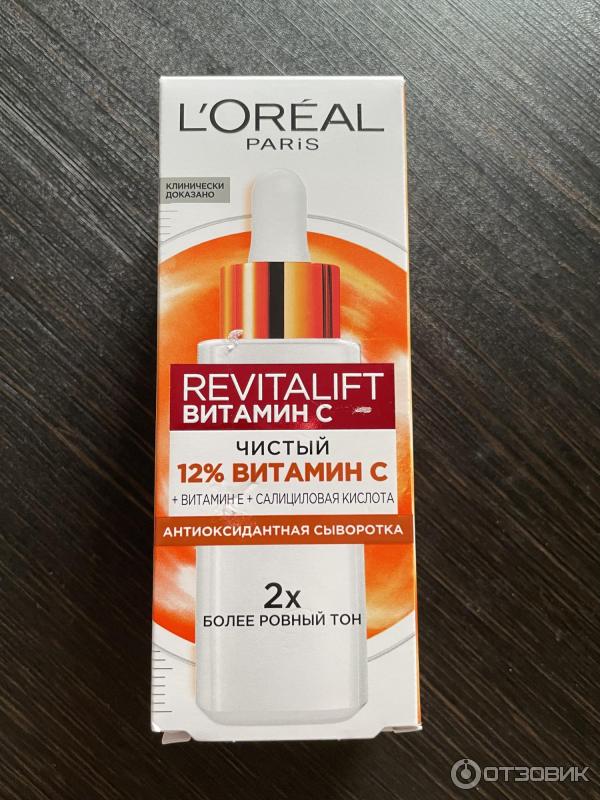 L'ORÉAL
PARiS
КЛИНИЧЕСКИ
ДОКАЗАНО
REVITALIFT
ВИТАМИН С
ЧИСТЫЙ
12% ВИТАМИН С
+ ВИТАМИН Е + САЛИЦИЛОВАЯ КИСЛОТА
АНТИОКСИДАНТНАЯ СЫВОРОТКА
2x
БОЛЕЕ РОВНЫЙ ТОН
ОТЗОВИК